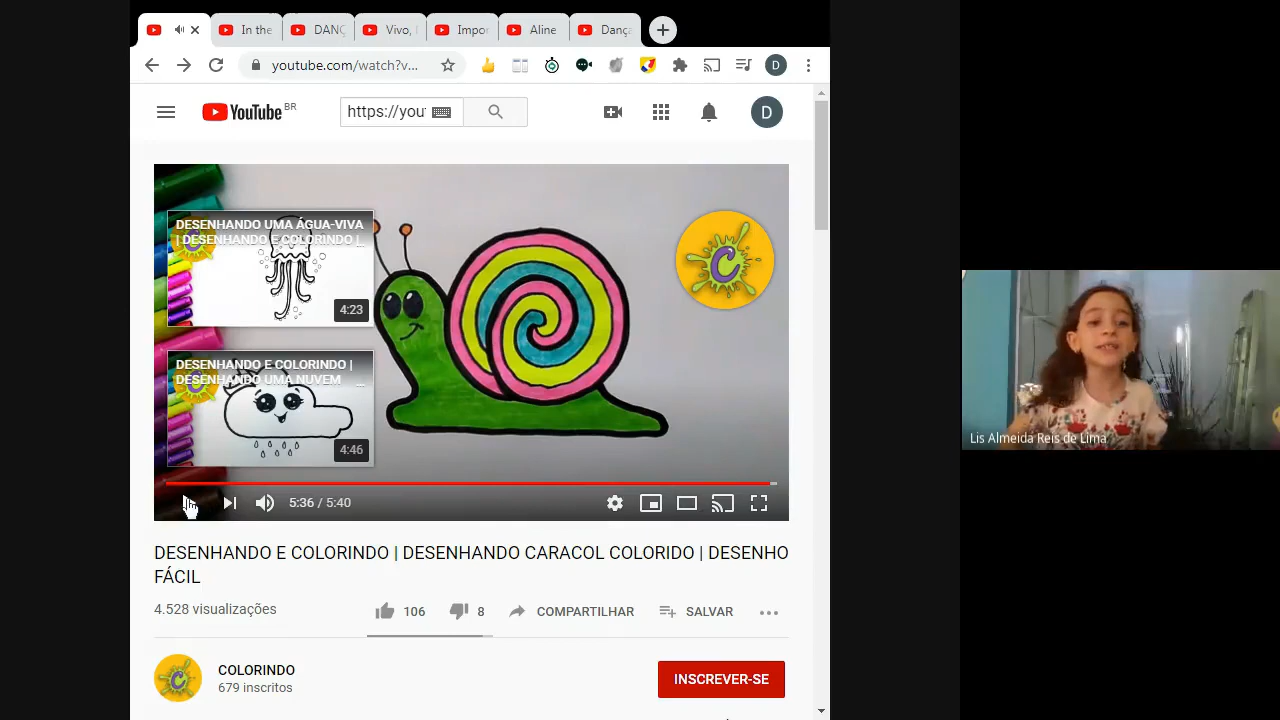 In the
DANÇ
Vivo,
Impor
Aline
Dança
youtube.com/watch?v...
D
YouTube BR
https://you
D
DESENHANDO UMA ÁGUA-VIVA
| DESENHANDO E COLORINDO |...
4:23
DESENHANDO E COLORINDO |
DESENHANDO UMA NUVEM ...
4:46
C
5:36 / 5:40
Lis Almeida Reis de Lima
DESENHANDO E COLORINDO | DESENHANDO CARACOL COLORIDO | DESENHO
FÁCIL
4.528 visualizações
106
8
COMPARTILHAR
SALVAR
C
COLORINDO
679 inscritos
INSCREVER-SE